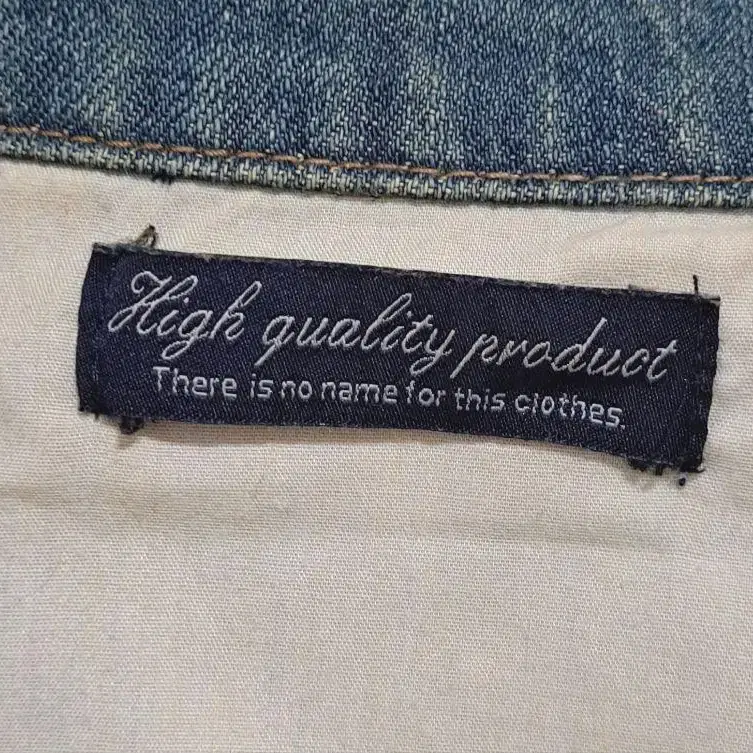 High quality product
There is no name for this clothes.